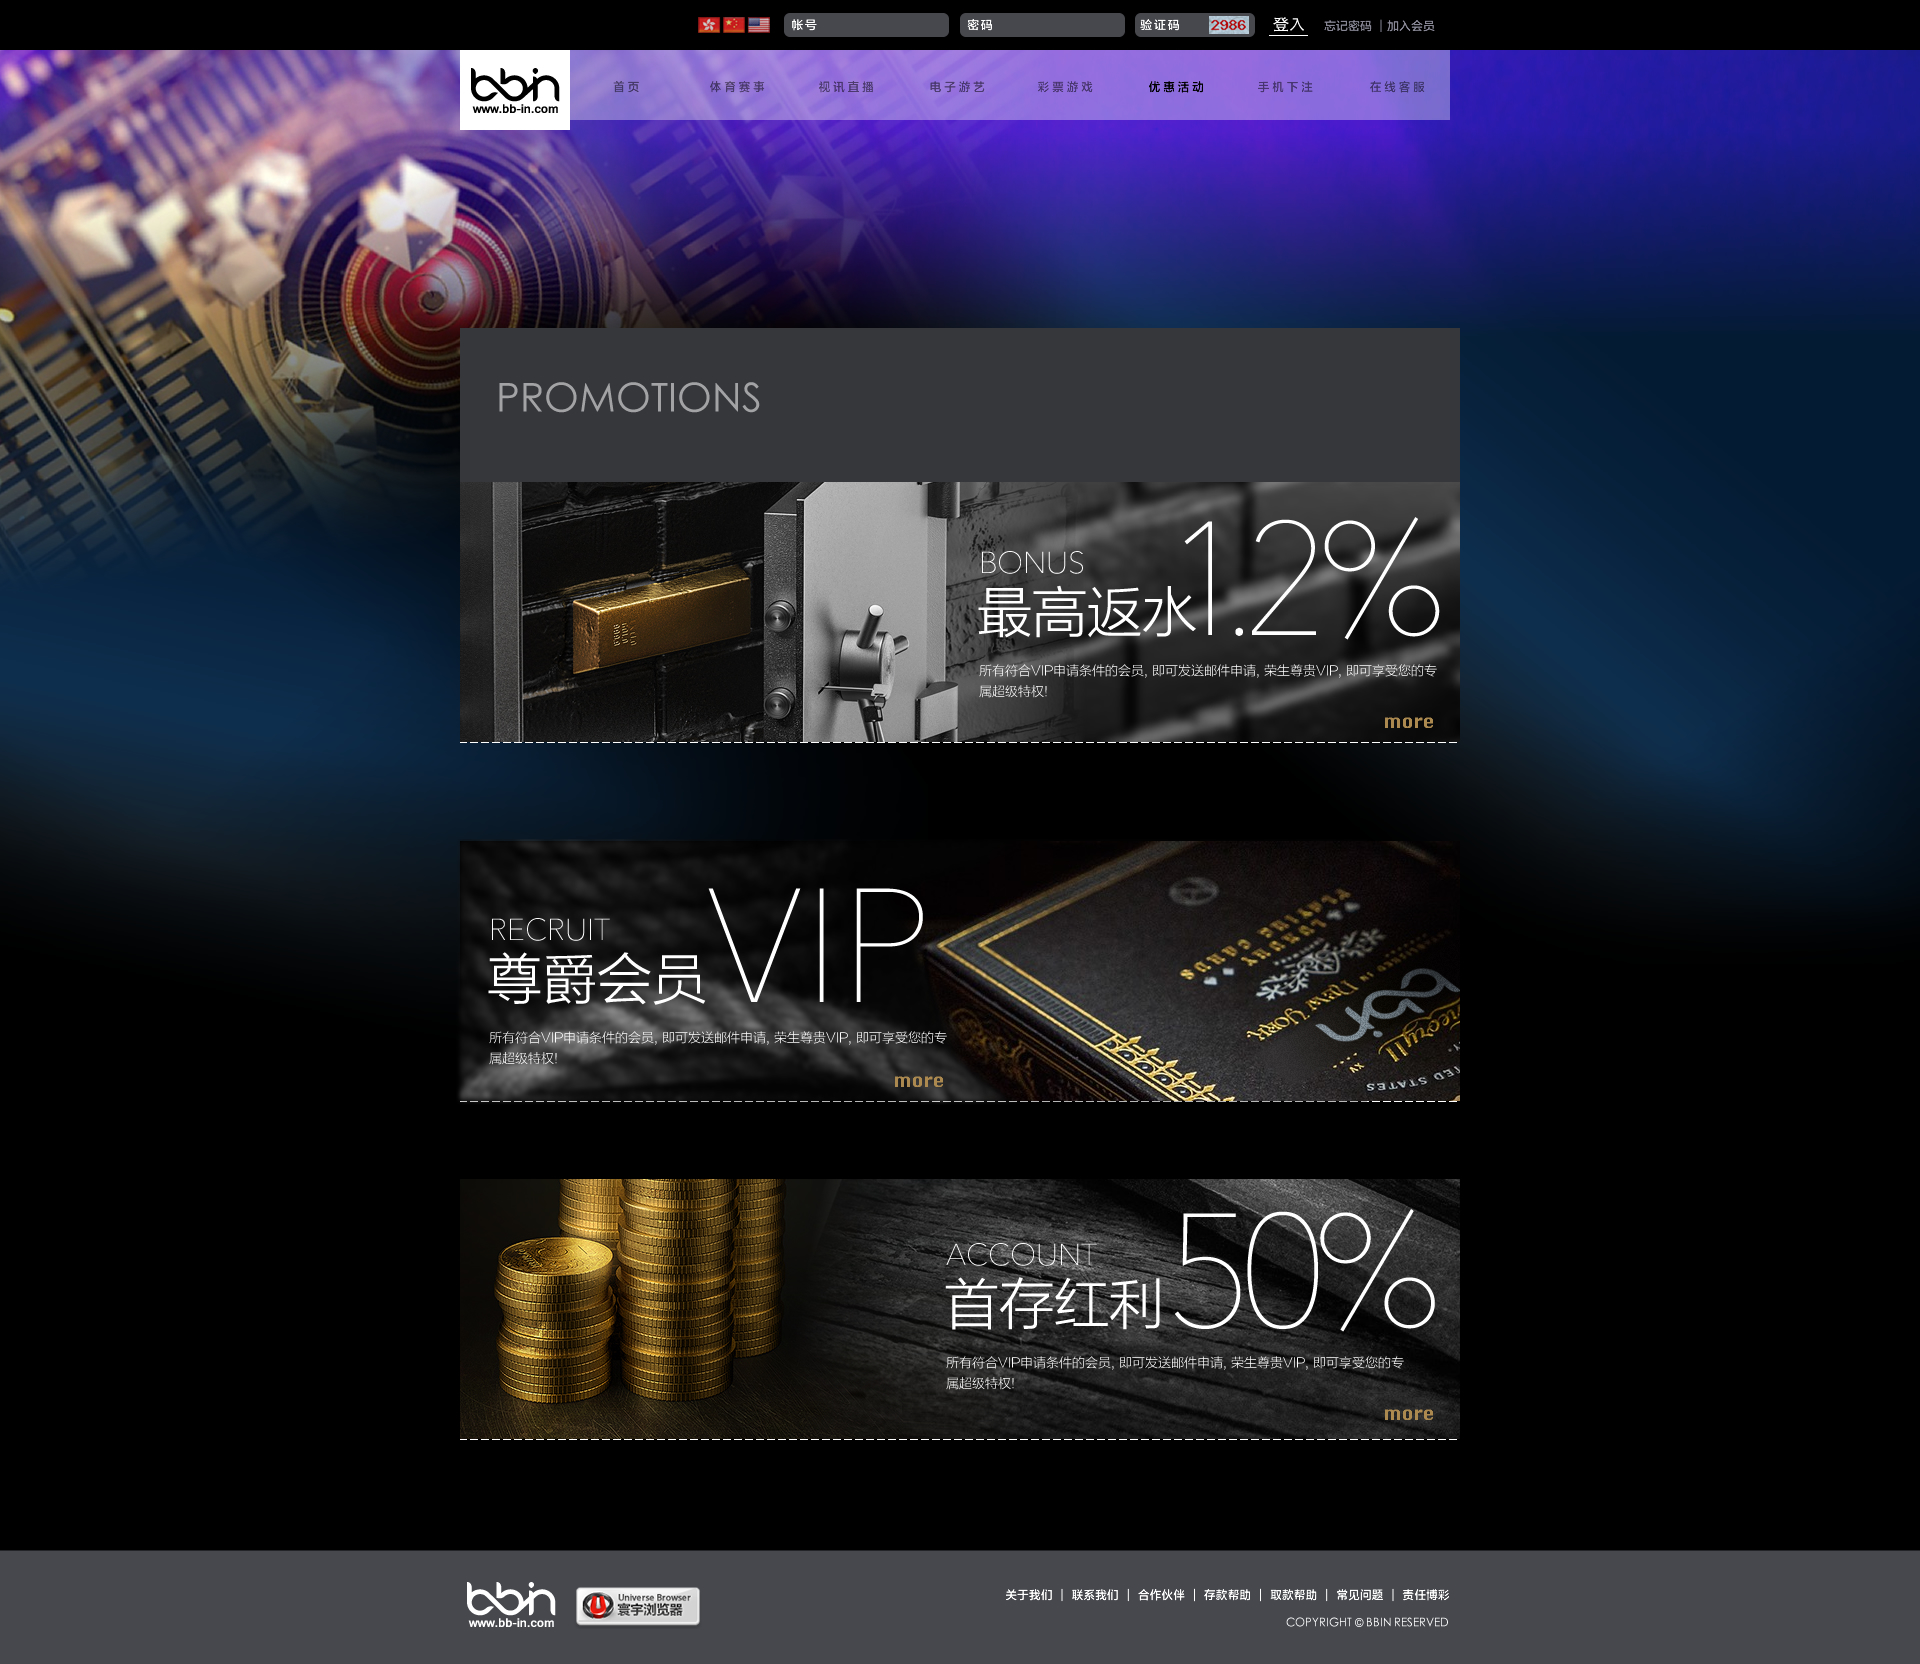 帐号
密码
验证码 2986
登入
忘记密码 | 加入会员
bbin
www.bb-in.com
首页 体育赛事 视讯直播 电子游艺 彩票游戏 优惠活动 手机下注 在线客服
PROMOTIONS
BONUS
最高返水1.2%
所有符合VIP申请条件的会员, 即可发送邮件申请, 荣生尊贵VIP, 即可享受您的专
属超级特权!
more
RECRUIT
尊爵会员VIP
所有符合VIP申请条件的会员, 即可发送邮件申请, 荣生尊贵VIP, 即可享受您的专
属超级特权!
more
bbin
NEW YORK
ACCOUNT
首存红利50%
所有符合VIP申请条件的会员, 即可发送邮件申请, 荣生尊贵VIP, 即可享受您的专
属超级特权!
more
bbin
www.bb-in.com
Universe Browser
寰宇浏览器
关于我们 | 联系我们 | 合作伙伴 | 存款帮助 | 取款帮助 | 常见问题 | 责任博彩
COPYRIGHT © BBIN RESERVED